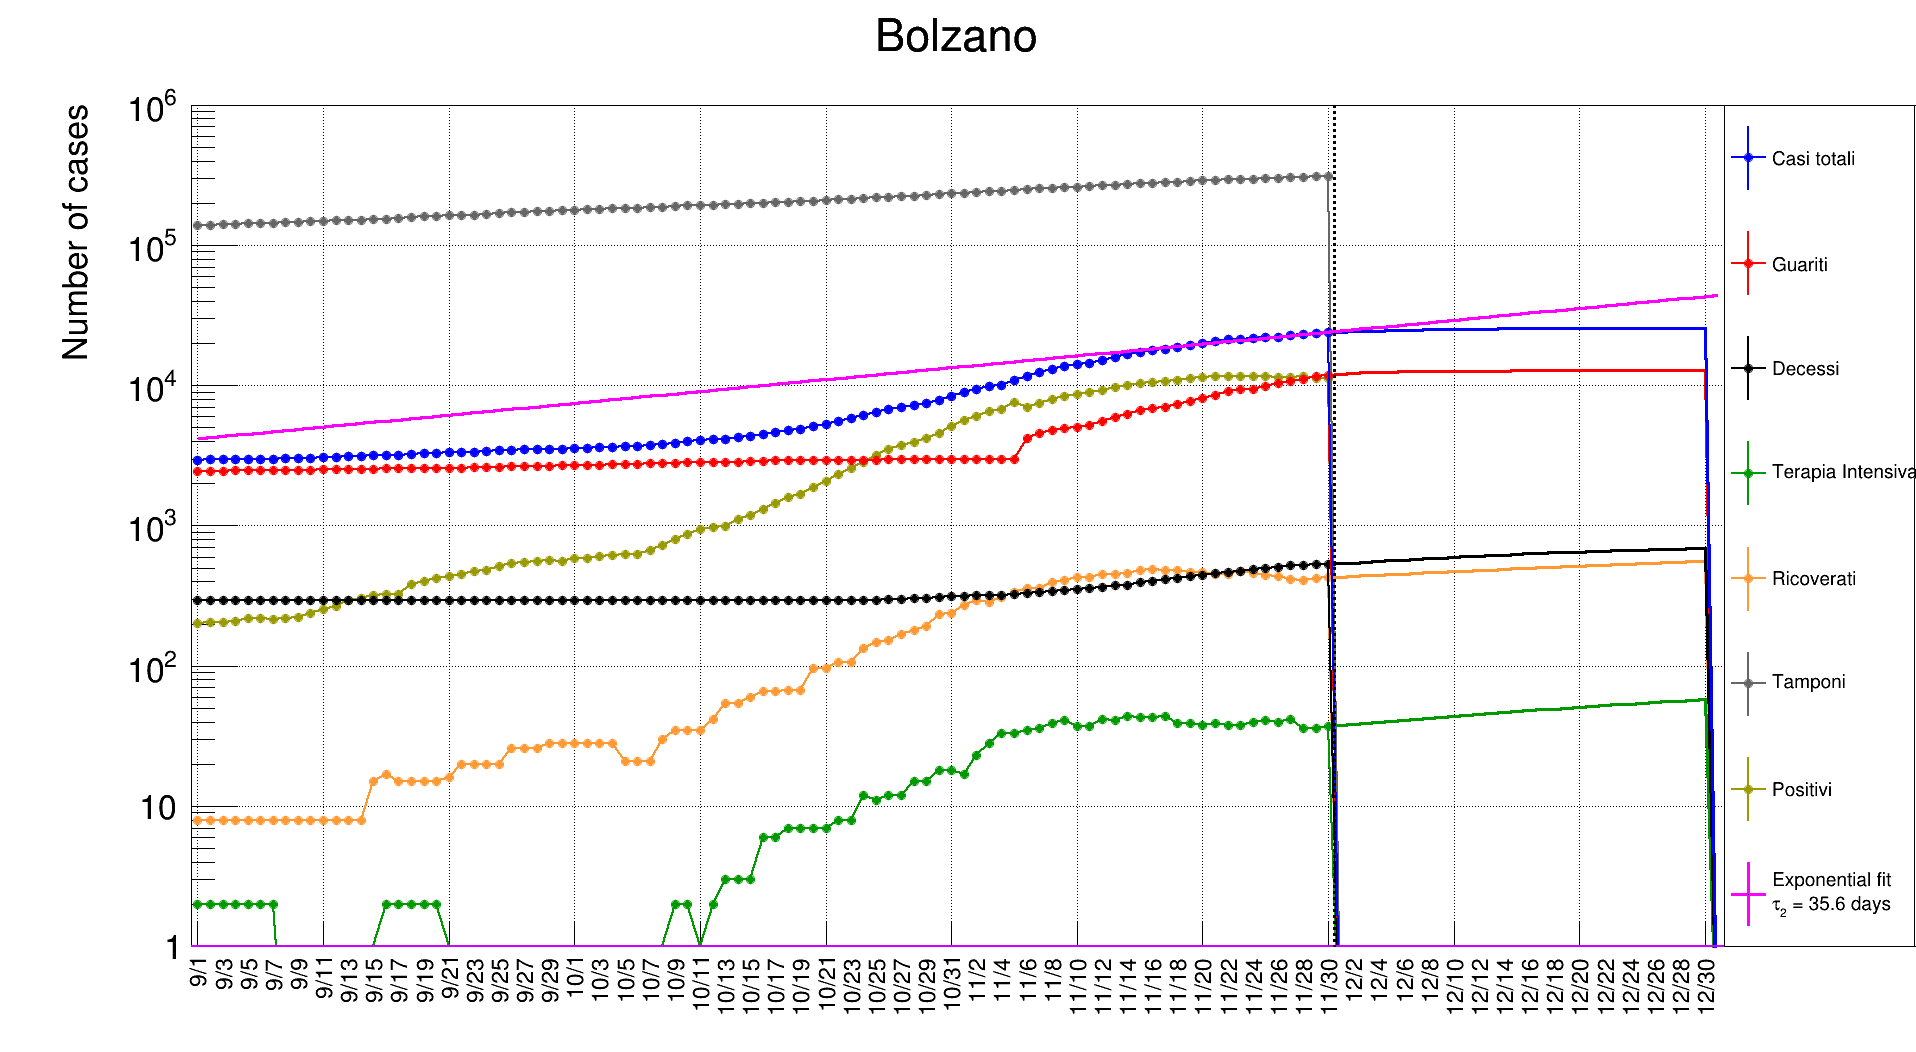 Bolzano
Number of cases
10^6
10^5
10^4
10^3
10^2
10
1
9/1 9/3 9/5 9/7 9/9 9/11 9/13 9/15 9/17 9/19 9/21 9/23 9/25 9/27 9/29 10/1 10/3 10/5 10/7 10/9 10/11 10/13 10/15 10/17 10/19 10/21 10/23 10/25 10/27 10/29 10/31 11/2 11/4 11/6 11/8 11/10 11/12 11/14 11/16 11/18 11/20 11/22 11/24 11/26 11/28 11/30 12/2 12/4 12/6 12/8 12/10 12/12 12/14 12/16 12/18 12/20 12/22 12/24 12/26 12/28 12/30
Casi totali
Guariti
Decessi
Terapia Intensiva
Ricoverati
Tamponi
Positivi
Exponential fit
τ₂ = 35.6 days